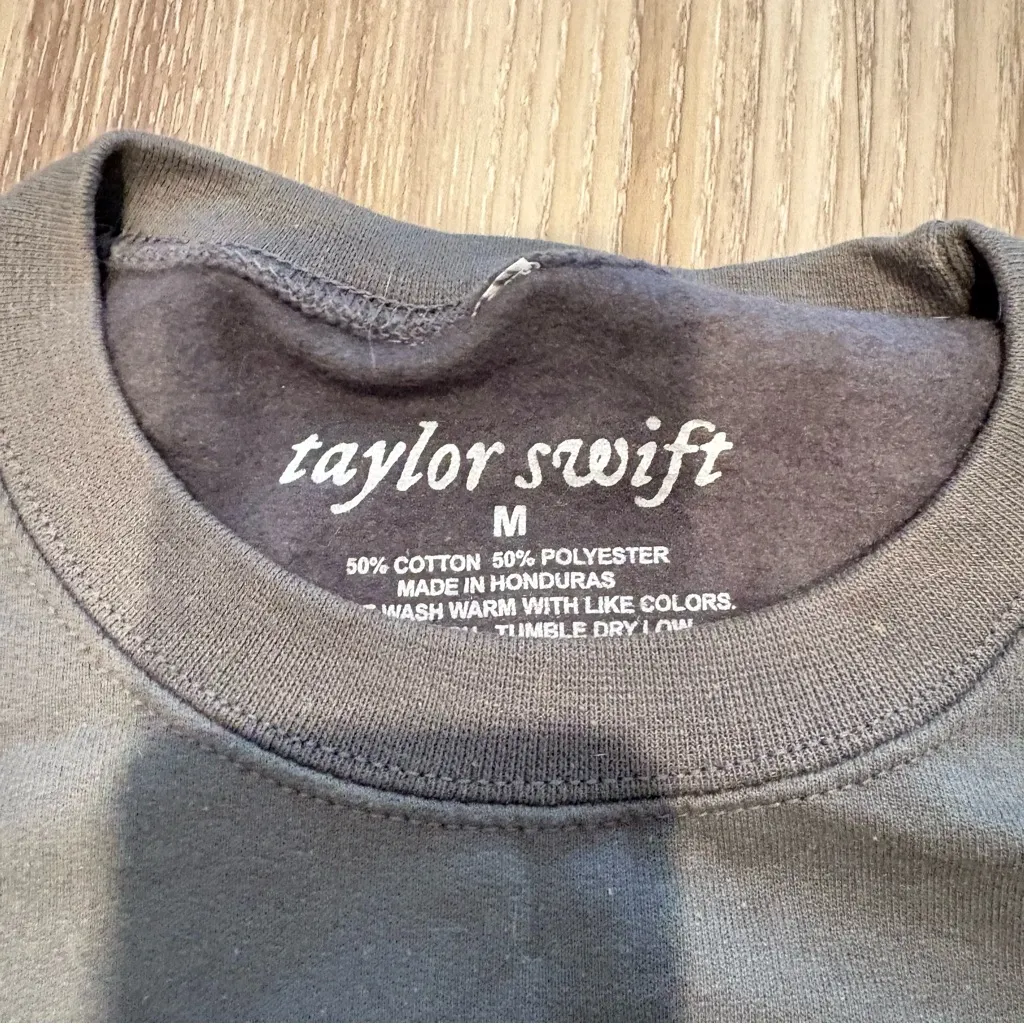 taylor swift
M
50% COTTON 50% POLYESTER
MADE IN HONDURAS
WASH WARM WITH LIKE COLORS.
TUMBLE DRY LOW